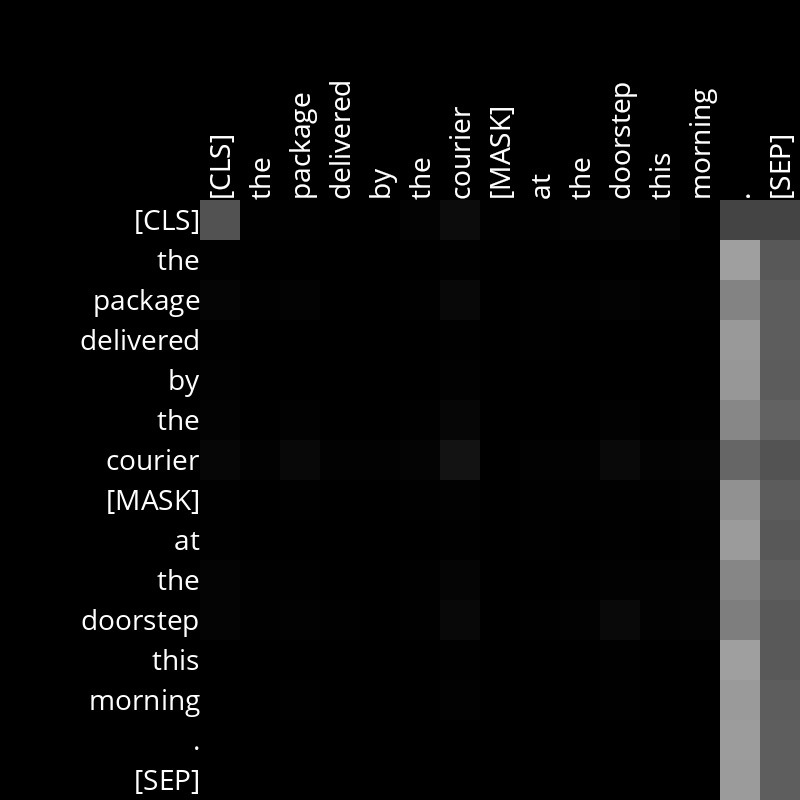 [CLS]
the
package
delivered
by
the
courier
[MASK]
at
the
doorstep
this
morning
.
[SEP]
[CLS]
the
package
delivered
by
the
courier
[MASK]
at
the
doorstep
this
morning
.
[SEP]